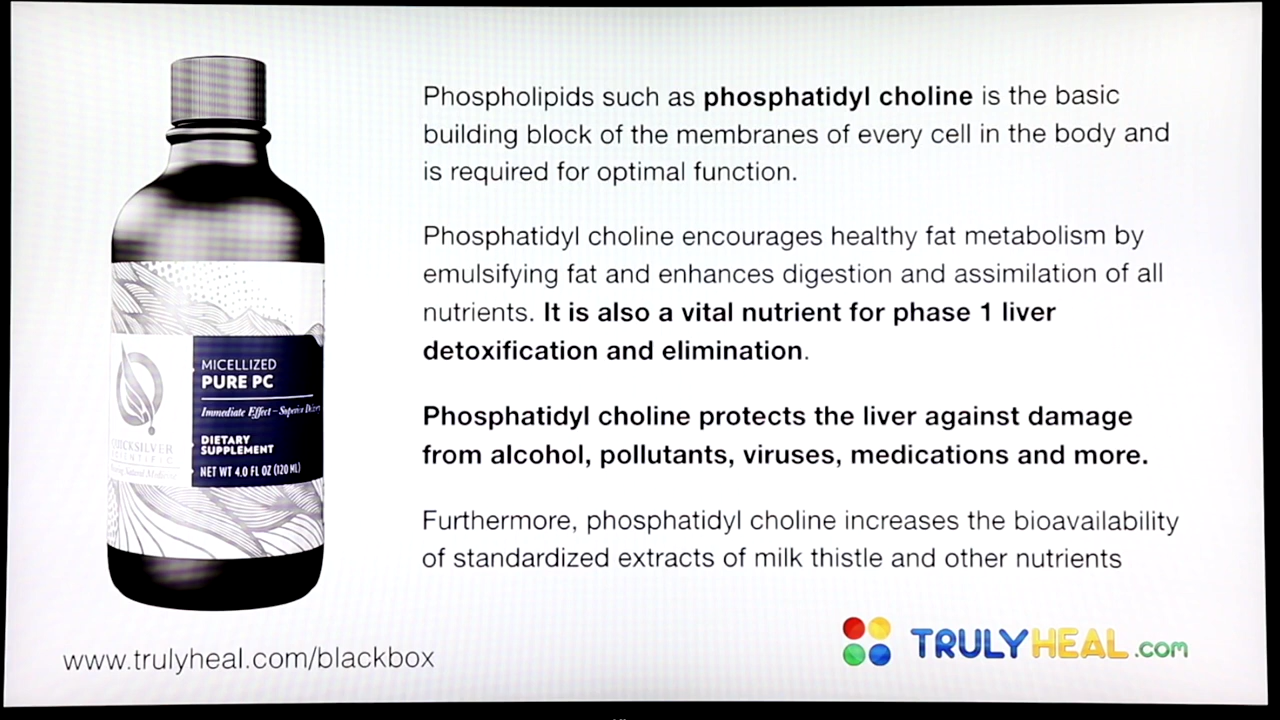 Phospholipids such as phosphatidyl choline is the basic
building block of the membranes of every cell in the body and
is required for optimal function.
Phosphatidyl choline encourages healthy fat metabolism by
emulsifying fat and enhances digestion and assimilation of all
nutrients. It is also a vital nutrient for phase 1 liver
detoxification and elimination.
Phosphatidyl choline protects the liver against damage
from alcohol, pollutants, viruses, medications and more.
Furthermore, phosphatidyl choline increases the bioavailability
of standardized extracts of milk thistle and other nutrients
MICELLIZED
PURE PC
Immediate Effect – Superior
DIETARY
SUPPLEMENT
NET WT 4.0 FL OZ (120 ML)
QUICKSILVER
SCIENTIFIC
www.trulyheal.com/blackbox
TRULYHEAL.com